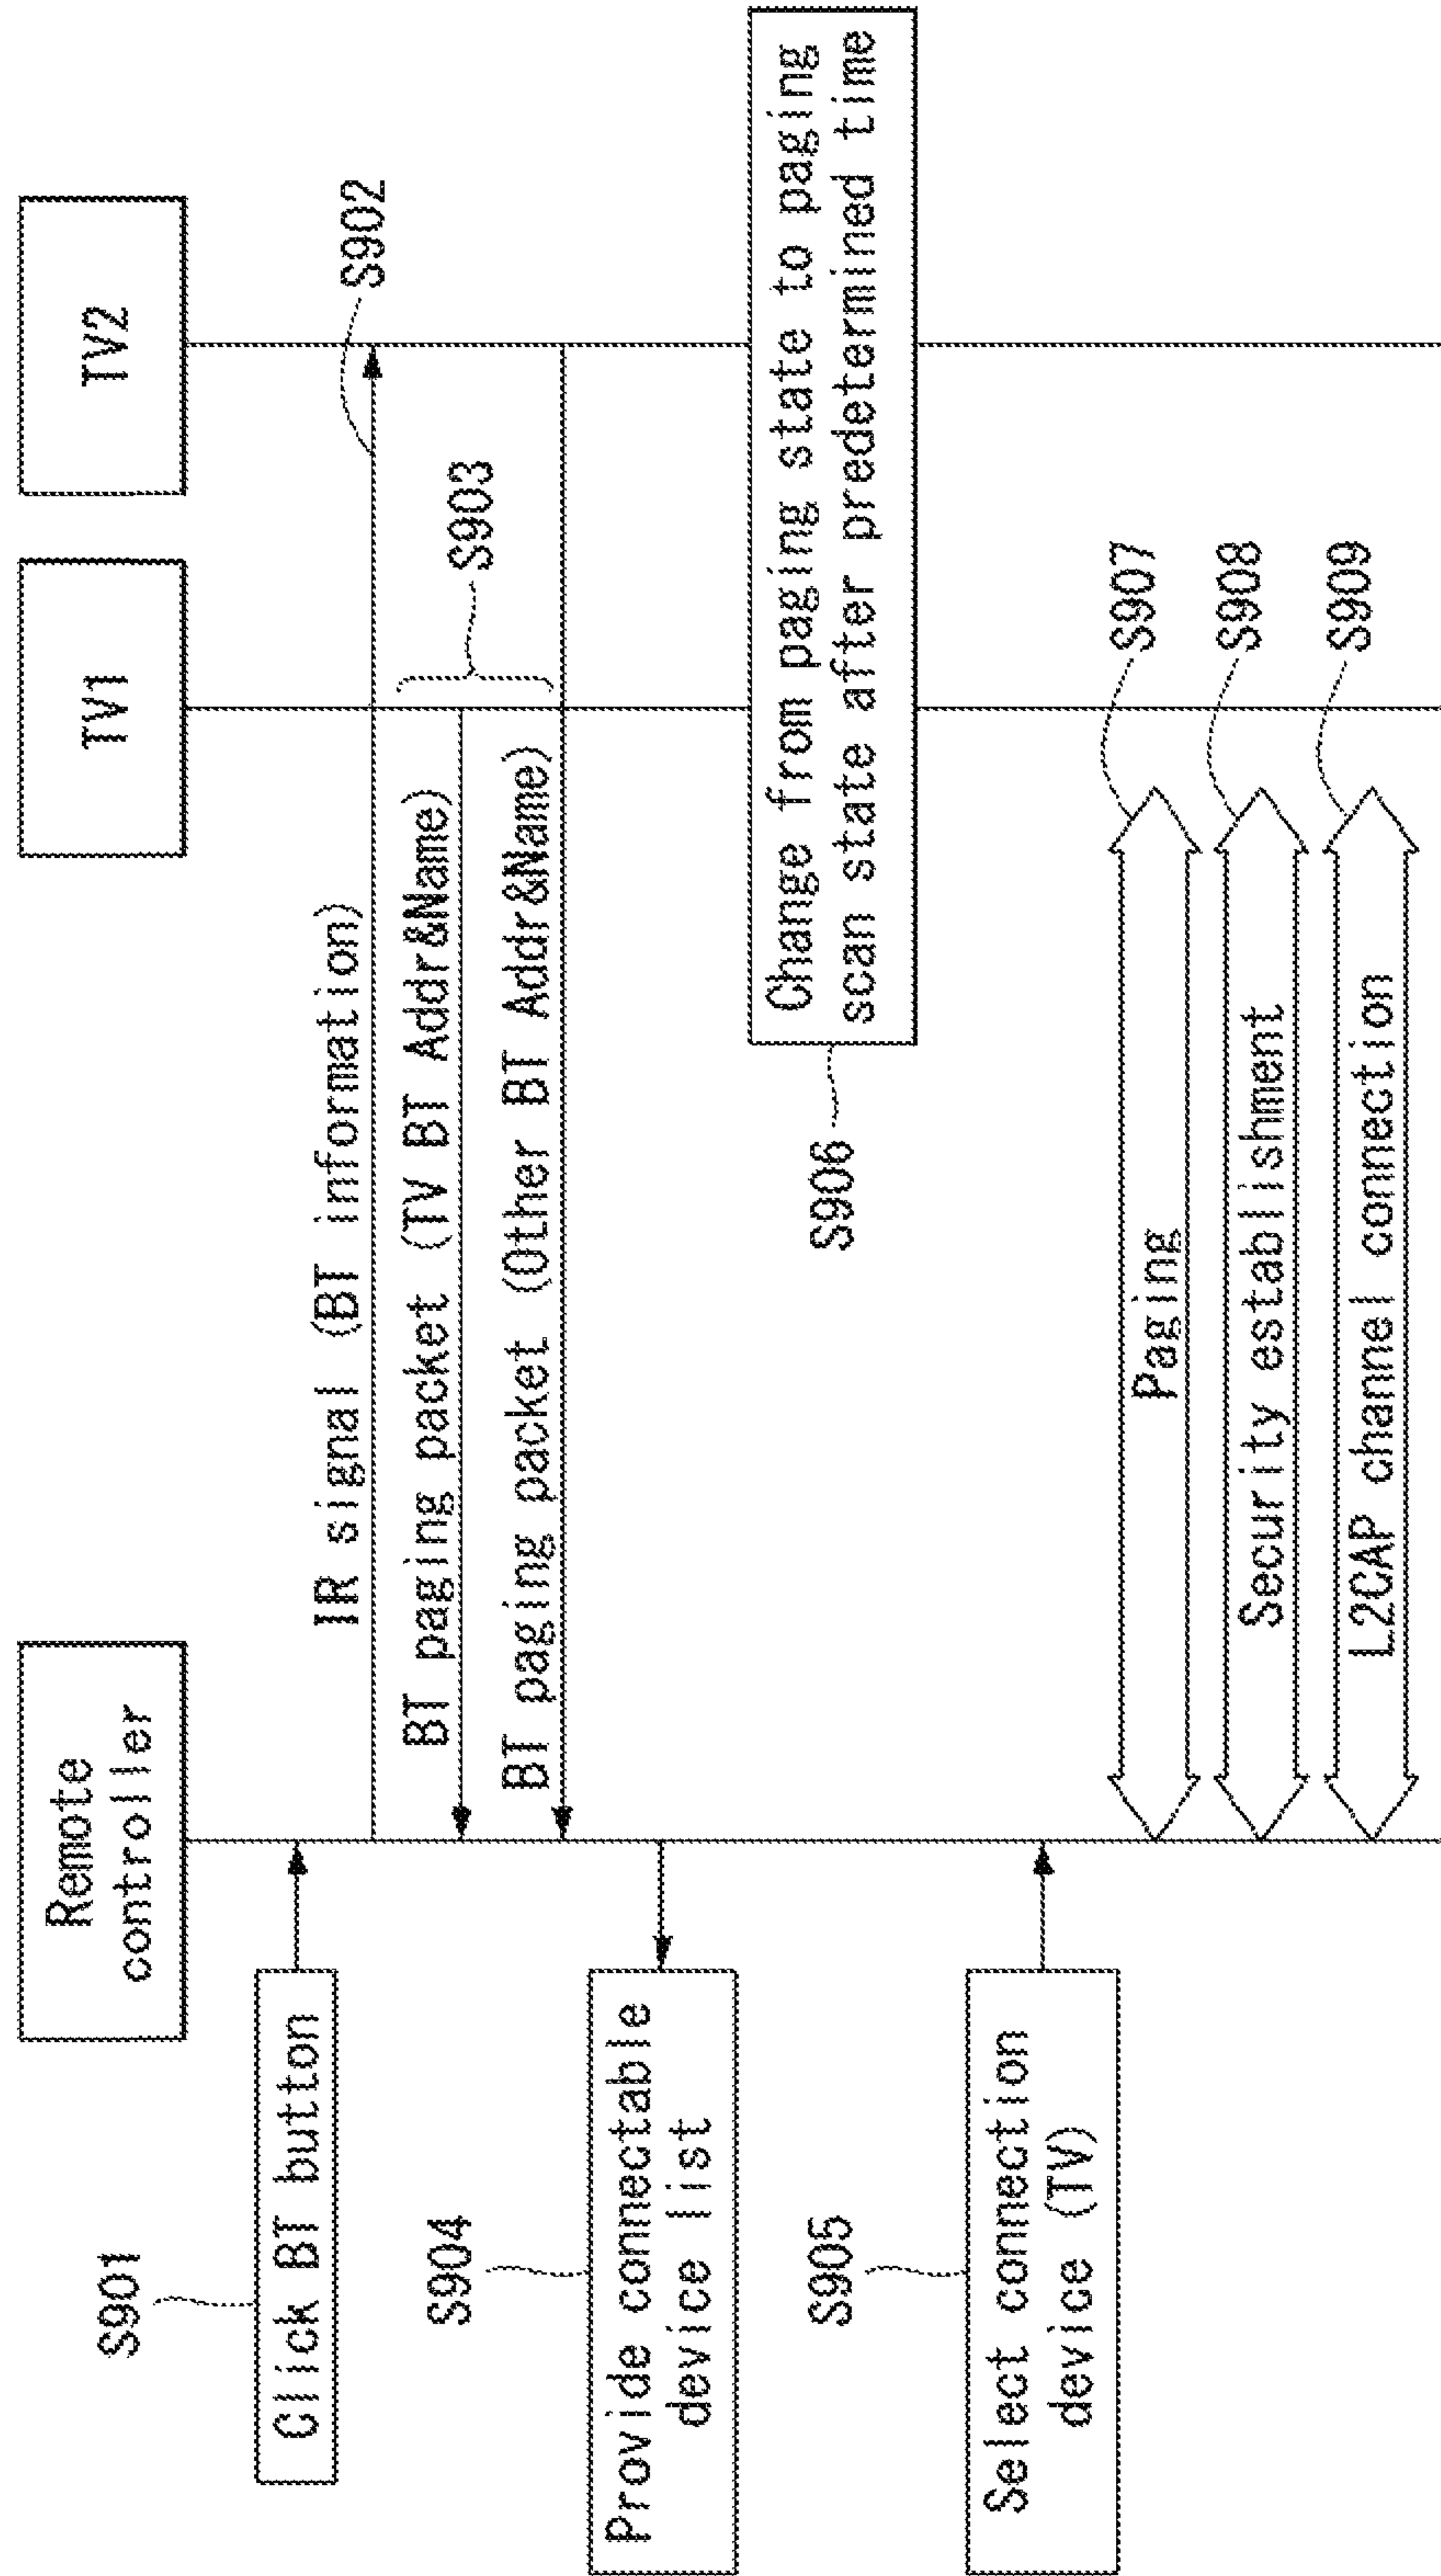 Remote
controller
TV1
TV2
S901
Click BT button
IR signal (BT information)
S902
BT paging packet (TV BT Addr&Name)
S903
BT paging packet (Other BT Addr&Name)
S904
Provide connectable
device list
S906
Change from paging state to paging
scan state after predetermined time
S905
Select connection
device (TV)
Paging
S907
Security establishment
S908
L2CAP channel connection
S909